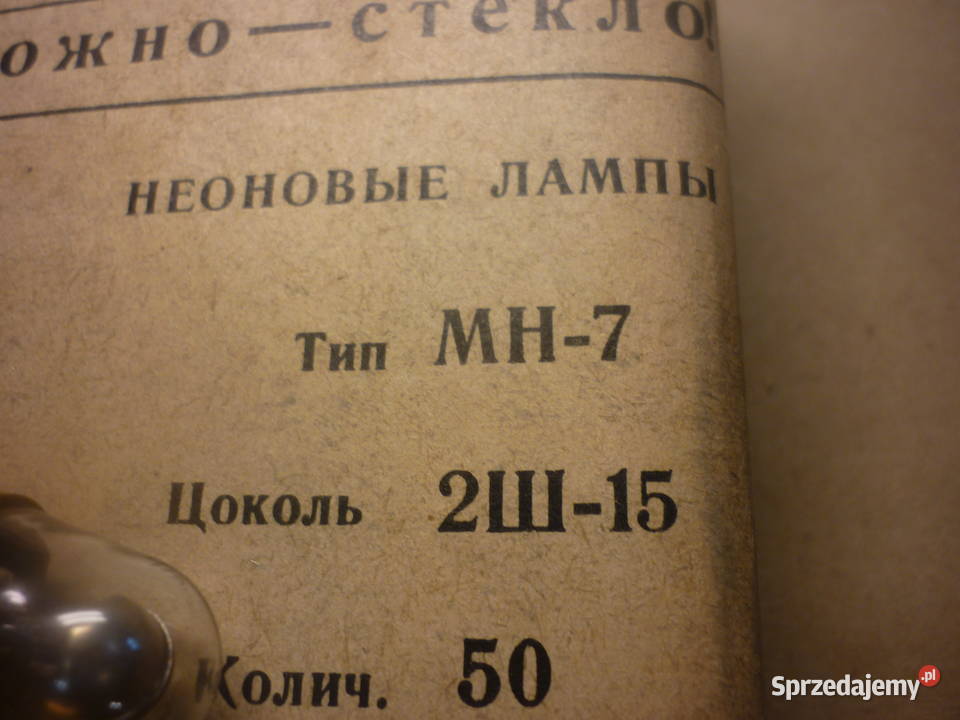 ожно—стекло!
НЕОНОВЫЕ ЛАМПЫ
Тип МН-7
Цоколь 2Ш-15
Колич. 50
Sprzedajemy.pl